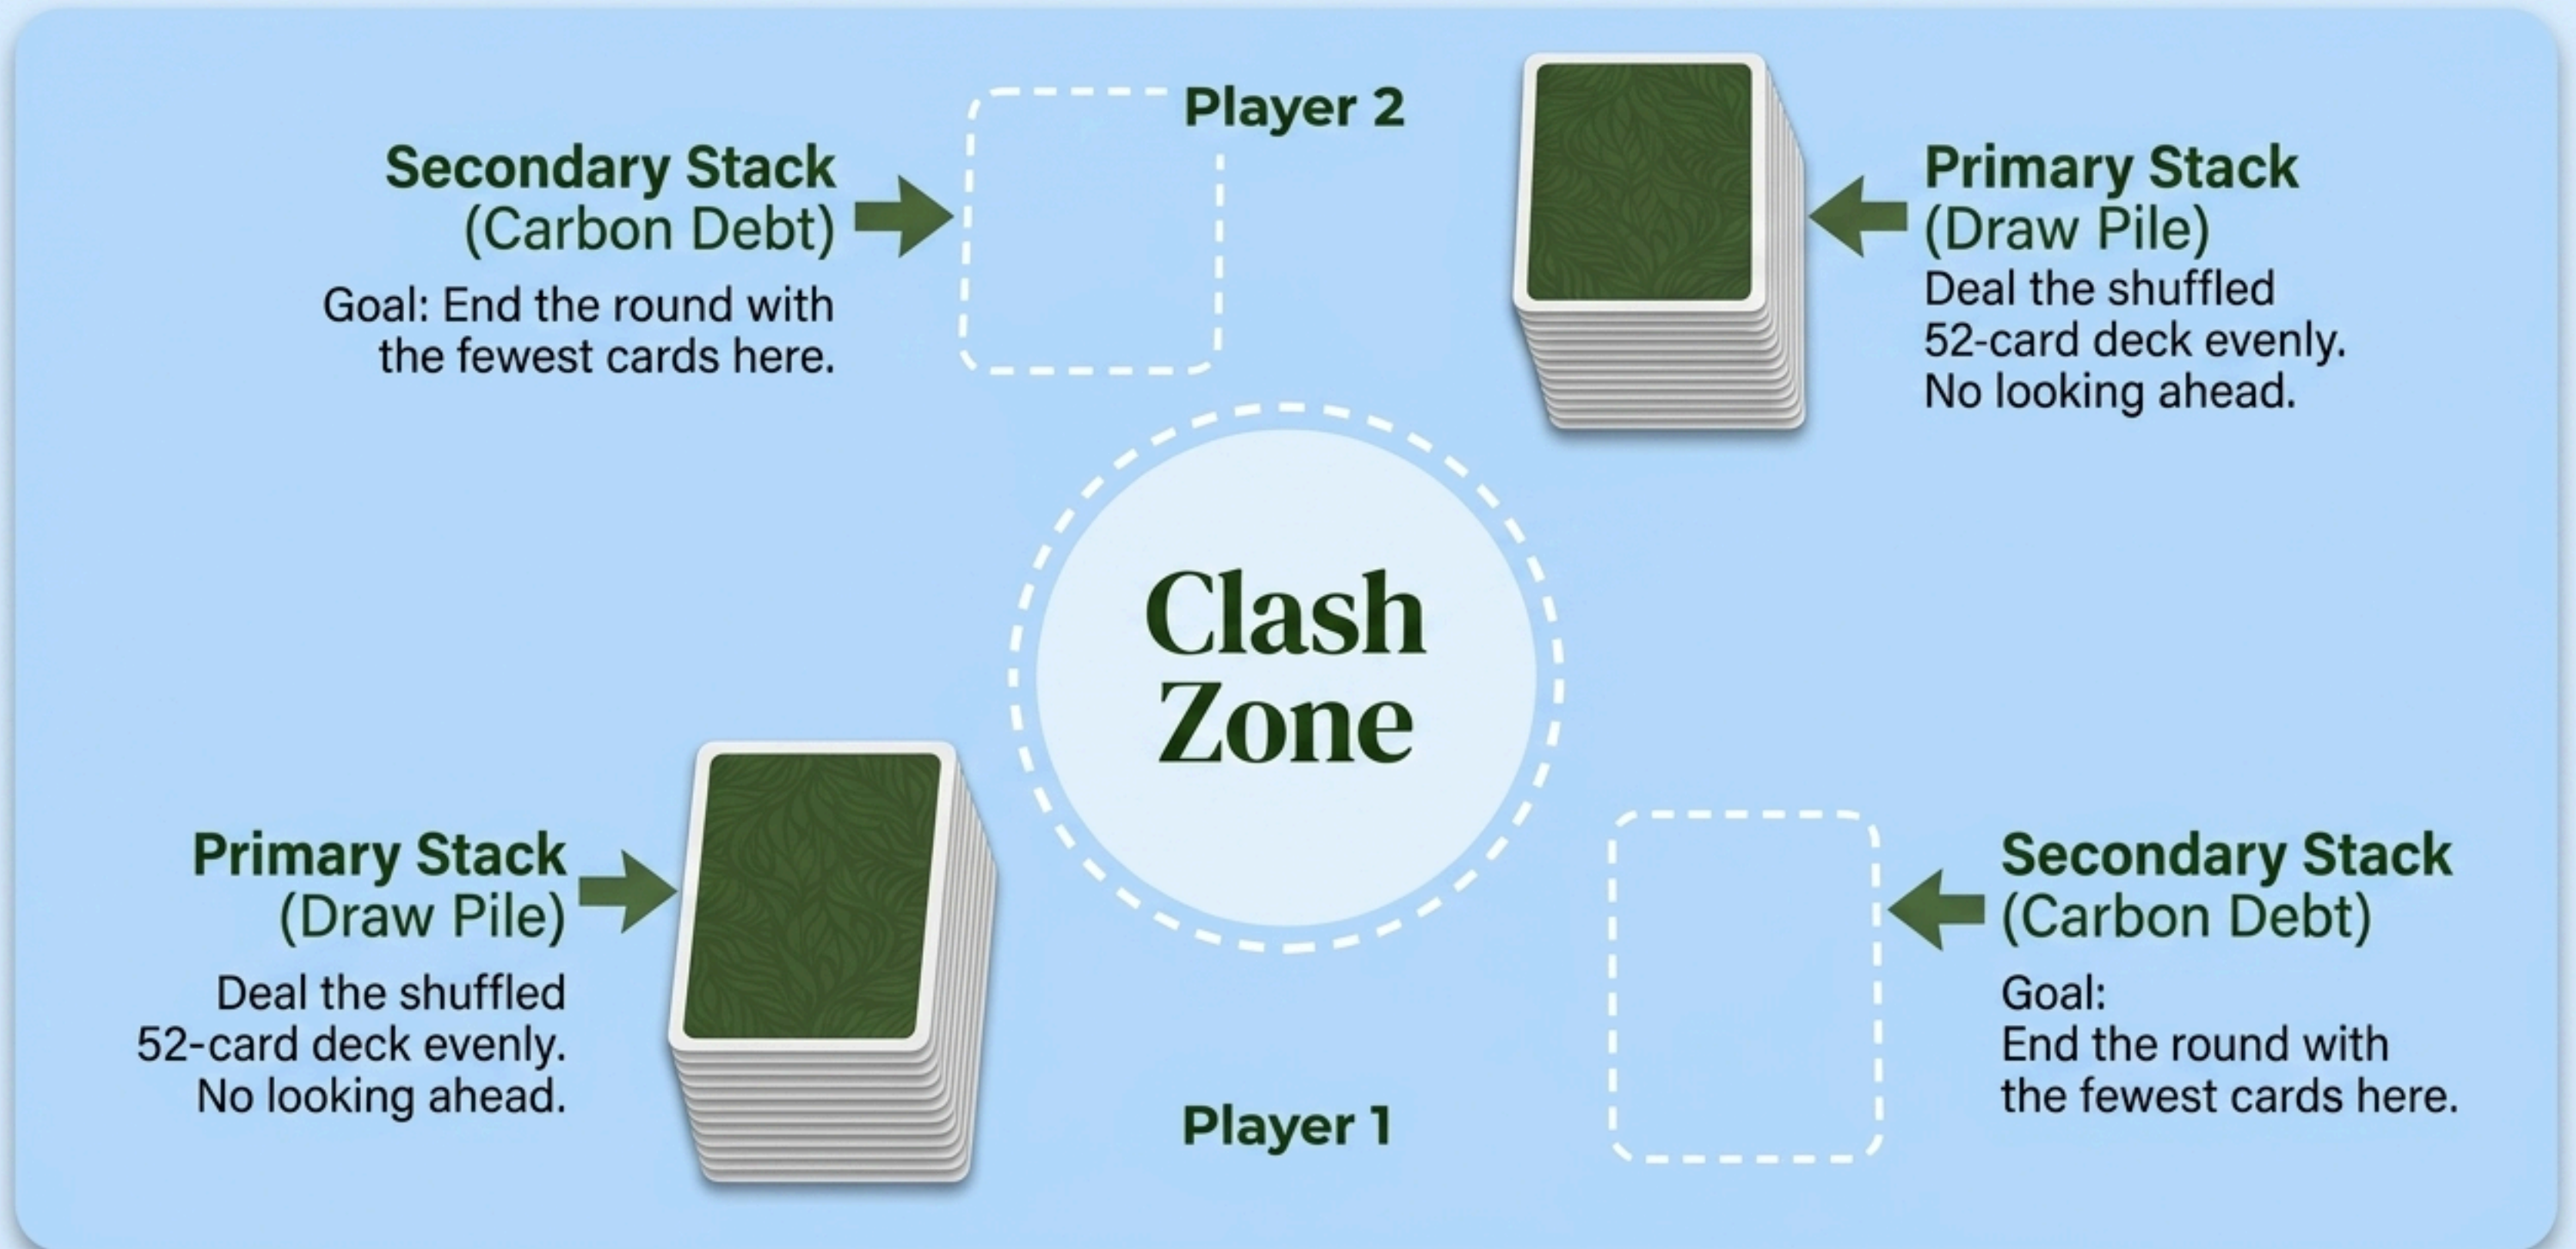 Player 2
Secondary Stack
(Carbon Debt)
Goal: End the round with
the fewest cards here.
Primary Stack
(Draw Pile)
Deal the shuffled
52-card deck evenly.
No looking ahead.
Clash
Zone
Primary Stack
(Draw Pile)
Deal the shuffled
52-card deck evenly.
No looking ahead.
Player 1
Secondary Stack
(Carbon Debt)
Goal:
End the round with
the fewest cards here.